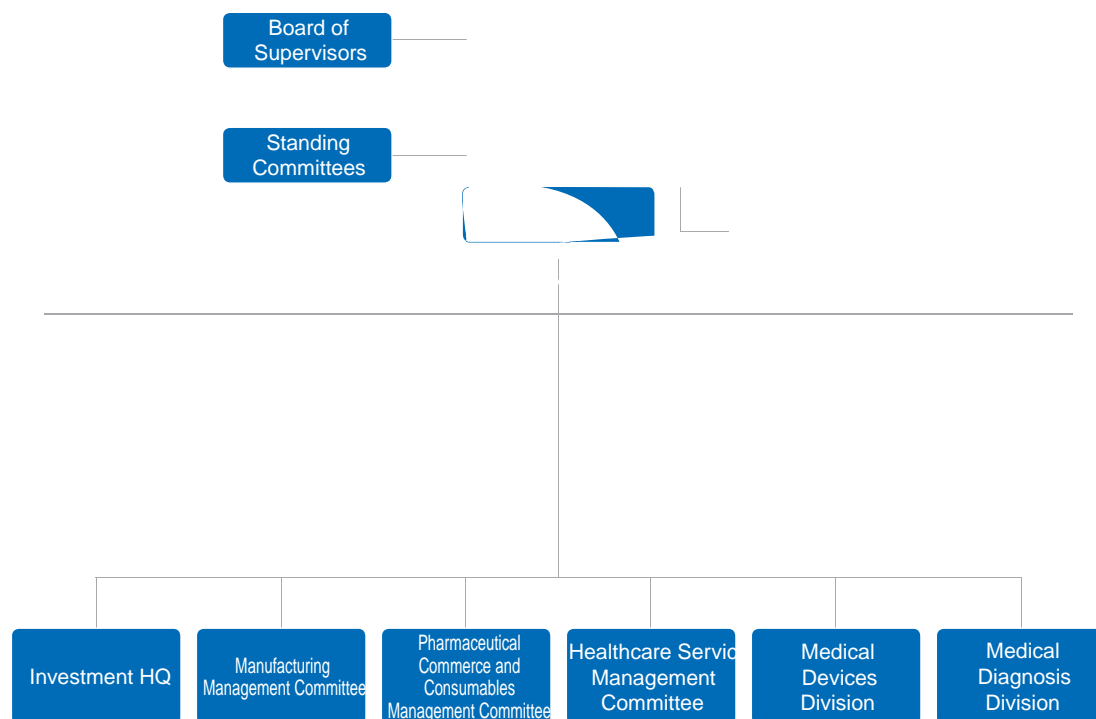 Board of
Supervisors
Standing
Committees
Investment HQ
Manufacturing
Management Committee
Pharmaceutical
Commerce and
Consumables
Management Committee
Healthcare Servic
Management
Committee
Medical
Devices
Division
Medical
Diagnosis
Division